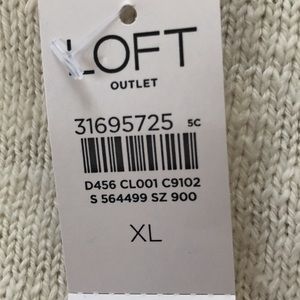 LOFT
OUTLET
31695725 5C
D456 CL001 C9102
S 564499 SZ 900
XL